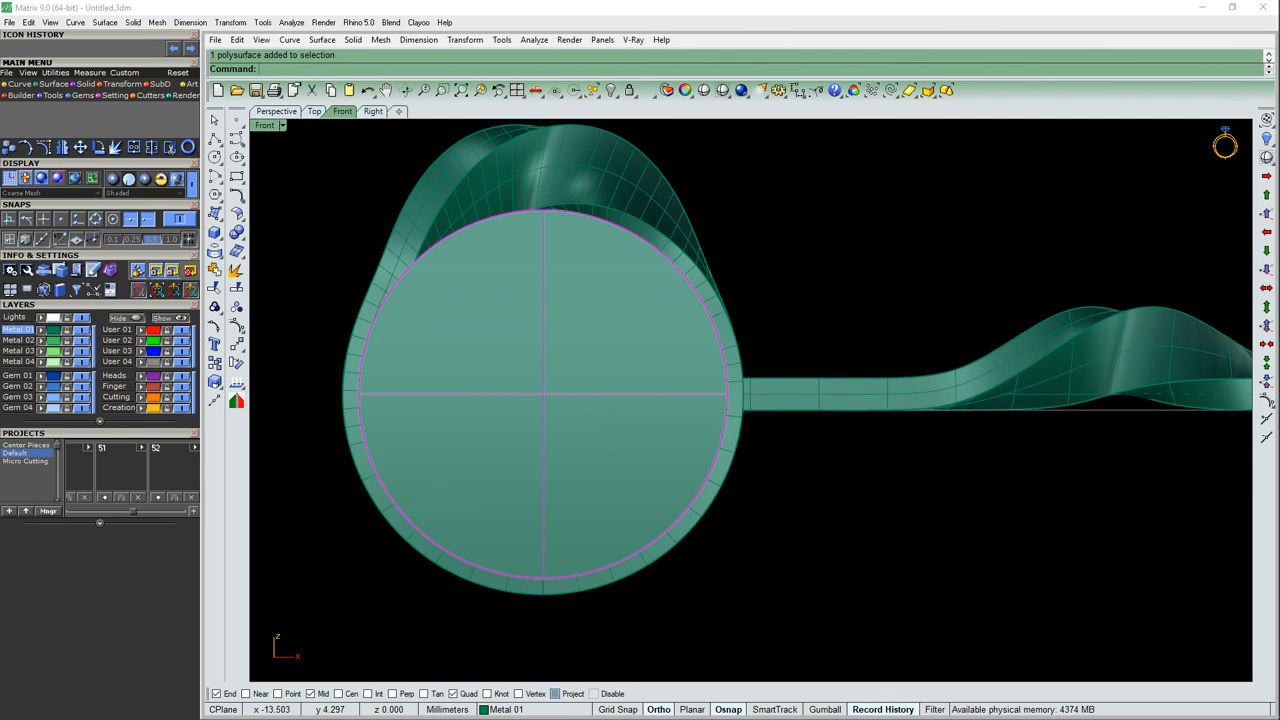 Matrix 9.0 (64-bit) - Untitled.3dm
File Edit View Curve Surface Solid Mesh Dimension Transform Tools Analyze Render Rhino 5.0 Blend Clayoo Help
ICON HISTORY
MAIN MENU
File View Utilities Measure Custom Reset
Curve Surface Solid Transform SubD Art
Builder Tools Gems Setting Cutters Render
DISPLAY
Coarse Mesh Shaded
SNAPS
0.1 0.25 0.5 1.0
INFO & SETTINGS
LAYERS
Lights Hide Show
Metal 01 User 01
Metal 02 User 02
Metal 03 User 03
Metal 04 User 04
Gem 01 Heads
Gem 02 Finger
Gem 03 Cutting
Gem 04 Creation
PROJECTS
Center Pieces
Default
Micro Cutting
51 52
Mngr
File Edit View Curve Surface Solid Mesh Dimension Transform Tools Analyze Render Panels V-Ray Help
1 polysurface added to selection.
Command:
Perspective Top Front Right
Front
z
x
End Near Point Mid Cen Int Perp Tan Quad Knot Vertex Project Disable
CPlane x -13.503 y 4.297 z 0.000 Millimeters Metal 01 Grid Snap Ortho Planar Osnap SmartTrack Gumball Record History Filter Available physical memory: 4374 MB